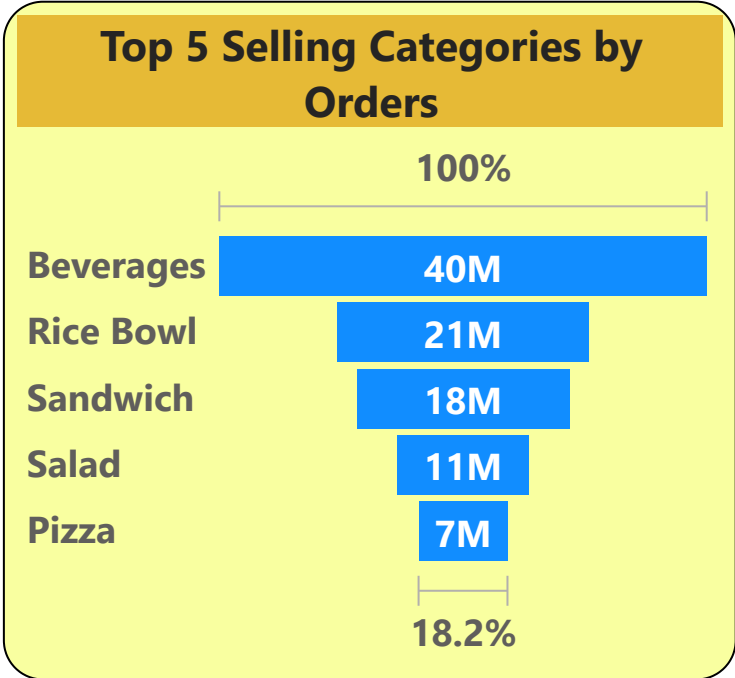 Top 5 Selling Categories by
Orders
100%
Beverages 40M
Rice Bowl 21M
Sandwich 18M
Salad 11M
Pizza 7M
18.2%